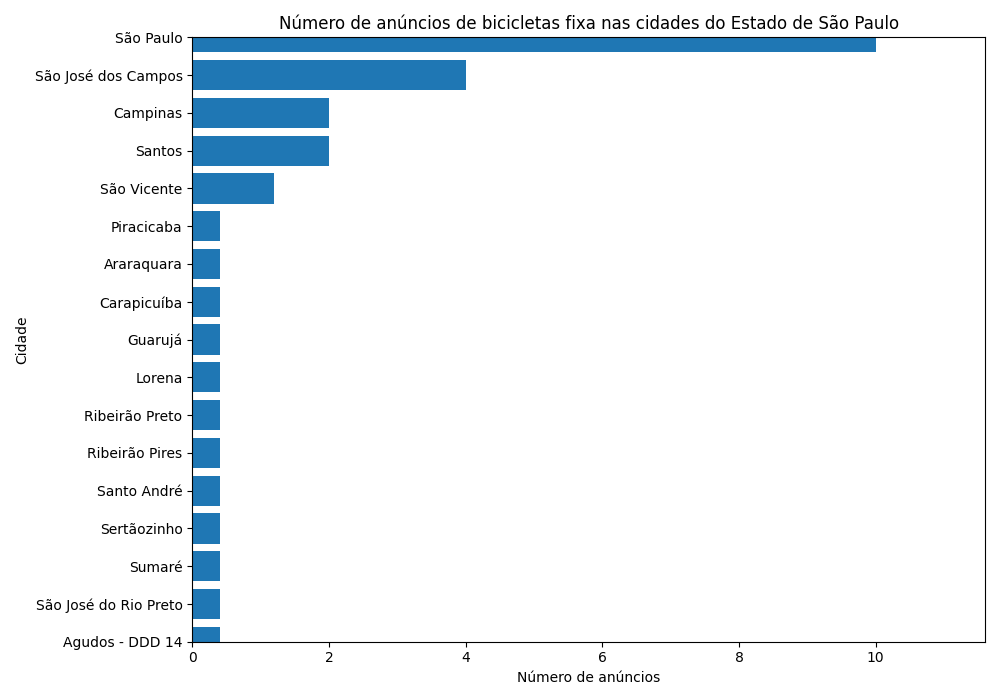 Número de anúncios de bicicletas fixa nas cidades do Estado de São Paulo
São Paulo
São José dos Campos
Campinas
Santos
São Vicente
Piracicaba
Araraquara
Carapicuíba
Guarujá
Lorena
Ribeirão Preto
Ribeirão Pires
Santo André
Sertãozinho
Sumaré
São José do Rio Preto
Agudos - DDD 14
Cidade
0 2 4 6 8 10
Número de anúncios